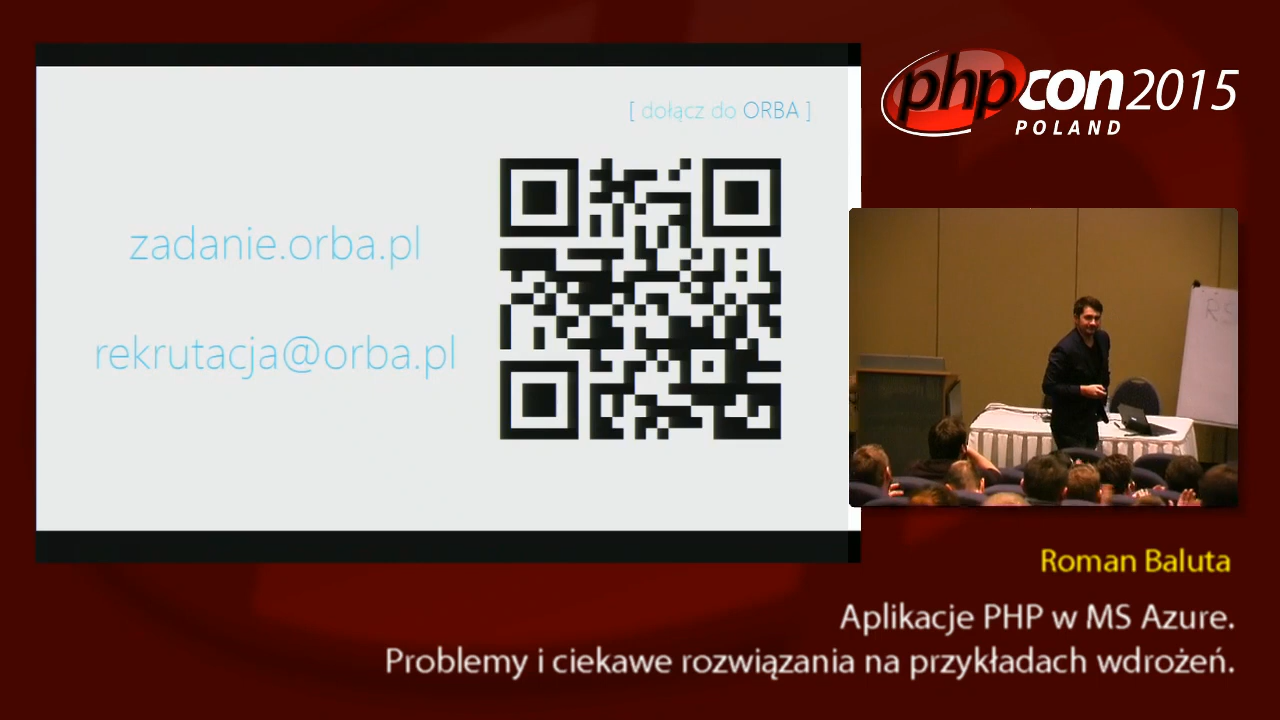 [ dołącz do ORBA ]
zadanie.orba.pl
rekrutacja@orba.pl
phpcon2015
POLAND
Roman Baluta
Aplikacje PHP w MS Azure.
Problemy i ciekawe rozwiązania na przykładach wdrożeń.